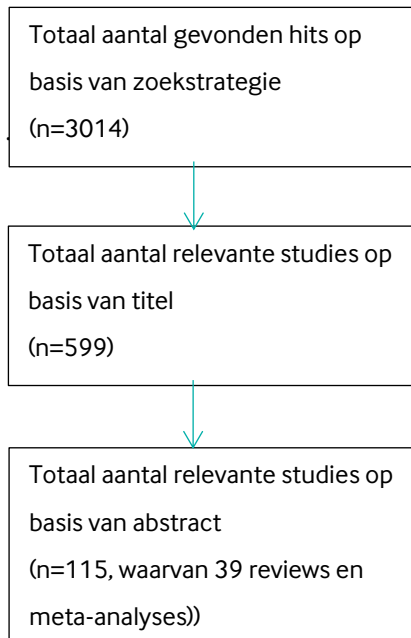 Totaal aantal gevonden hits op
basis van zoekstrategie
(n=3014)
Totaal aantal relevante studies op
basis van titel
(n=599)
Totaal aantal relevante studies op
basis van abstract
(n=115, waarvan 39 reviews en
meta-analyses))